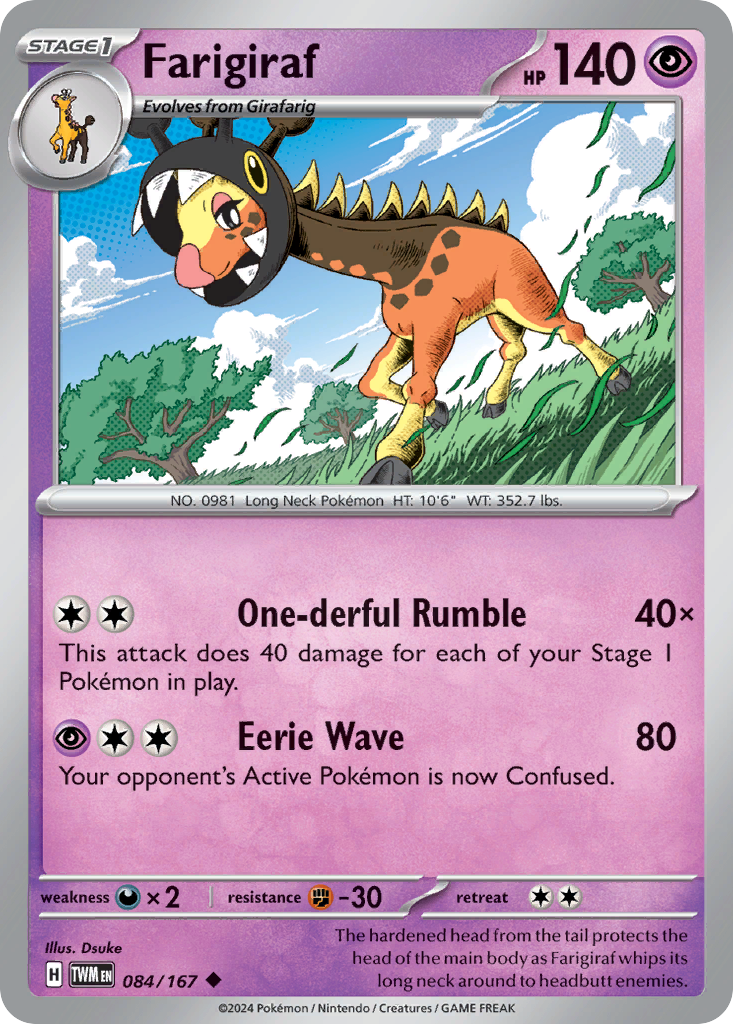 STAGE 1
Farigiraf
HP 140
Evolves from Girafarig
NO. 0981 Long Neck Pokémon HT: 10'6" WT: 352.7 lbs.
One-derful Rumble 40×
This attack does 40 damage for each of your Stage 1
Pokémon in play.
Eerie Wave 80
Your opponent's Active Pokémon is now Confused.
weakness ×2 resistance -30 retreat
Illus. Dsuke
H TWM EN 084/167
The hardened head from the tail protects the
head of the main body as Farigiraf whips its
long neck around to headbutt enemies.
©2024 Pokémon / Nintendo / Creatures / GAME FREAK